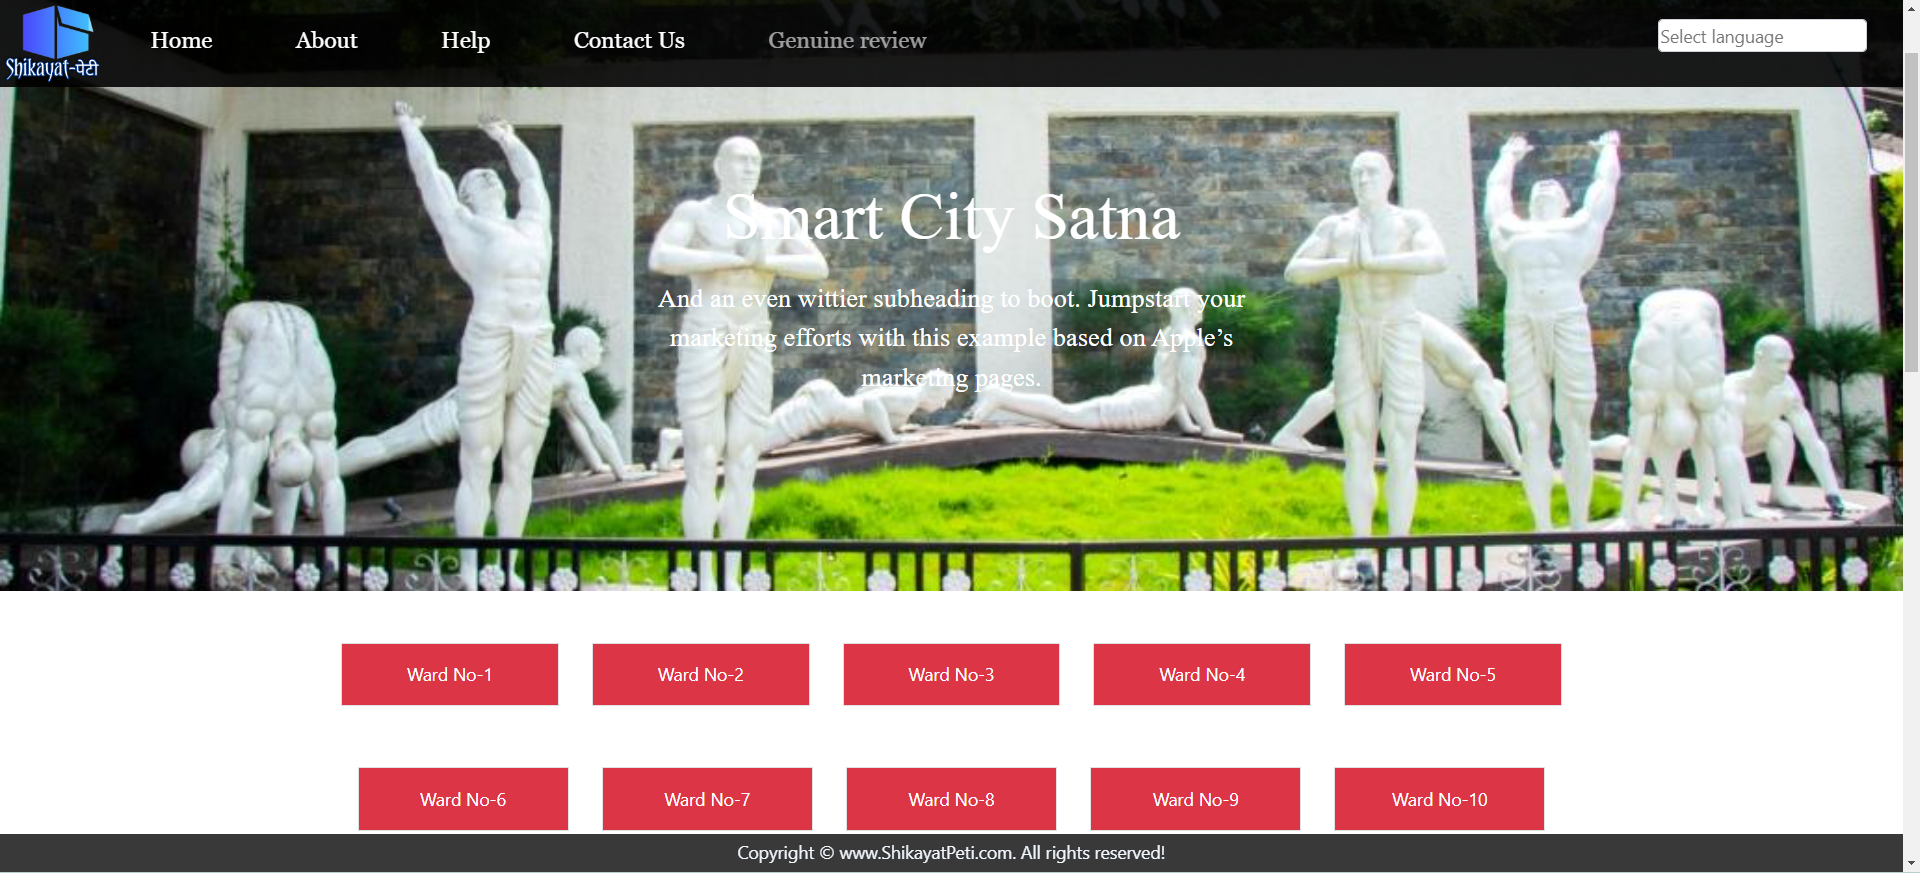 Shikayat-पेटी
Home About Help Contact Us Genuine review Select language
Smart City Satna
And an even wittier subheading to boot. Jumpstart your
marketing efforts with this example based on Apple’s
marketing pages.
Ward No-1 Ward No-2 Ward No-3 Ward No-4 Ward No-5
Ward No-6 Ward No-7 Ward No-8 Ward No-9 Ward No-10
Copyright © www.ShikayatPeti.com. All rights reserved!